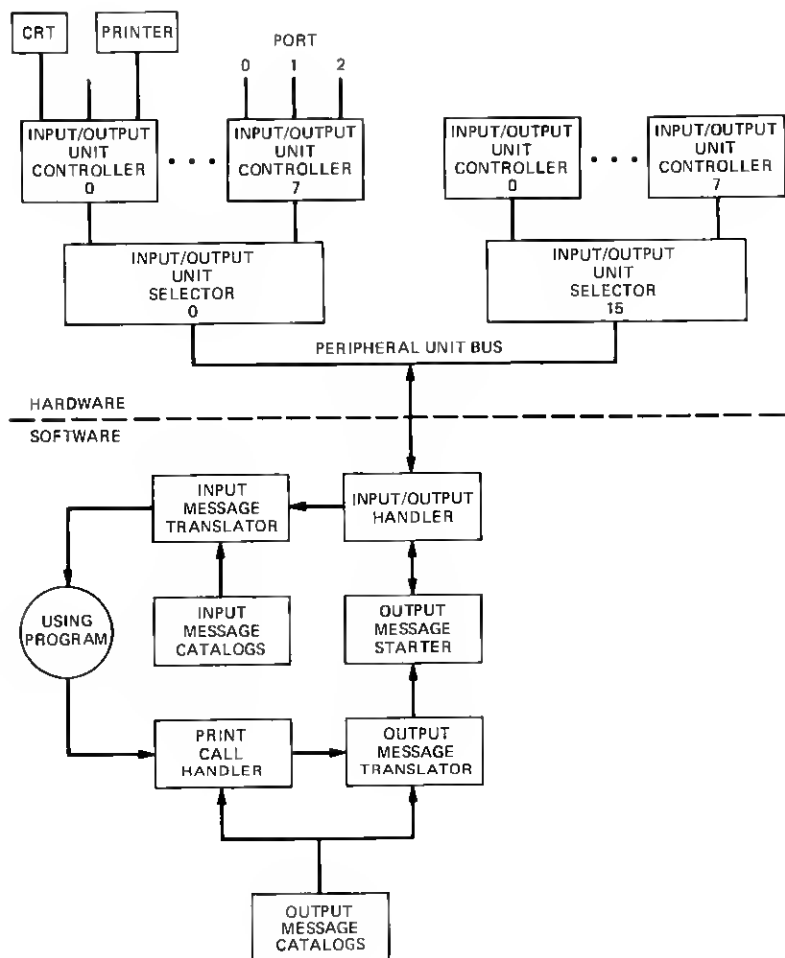 CRT
PRINTER
PORT
0 1 2
INPUT/OUTPUT
UNIT
CONTROLLER
0
INPUT/OUTPUT
UNIT
CONTROLLER
7
INPUT/OUTPUT
UNIT
CONTROLLER
0
INPUT/OUTPUT
UNIT
CONTROLLER
7
INPUT/OUTPUT
UNIT
SELECTOR
0
INPUT/OUTPUT
UNIT
SELECTOR
15
PERIPHERAL UNIT BUS
HARDWARE
SOFTWARE
INPUT
MESSAGE
TRANSLATOR
INPUT/OUTPUT
HANDLER
USING
PROGRAM
INPUT
MESSAGE
CATALOGS
OUTPUT
MESSAGE
STARTER
PRINT
CALL
HANDLER
OUTPUT
MESSAGE
TRANSLATOR
OUTPUT
MESSAGE
CATALOGS